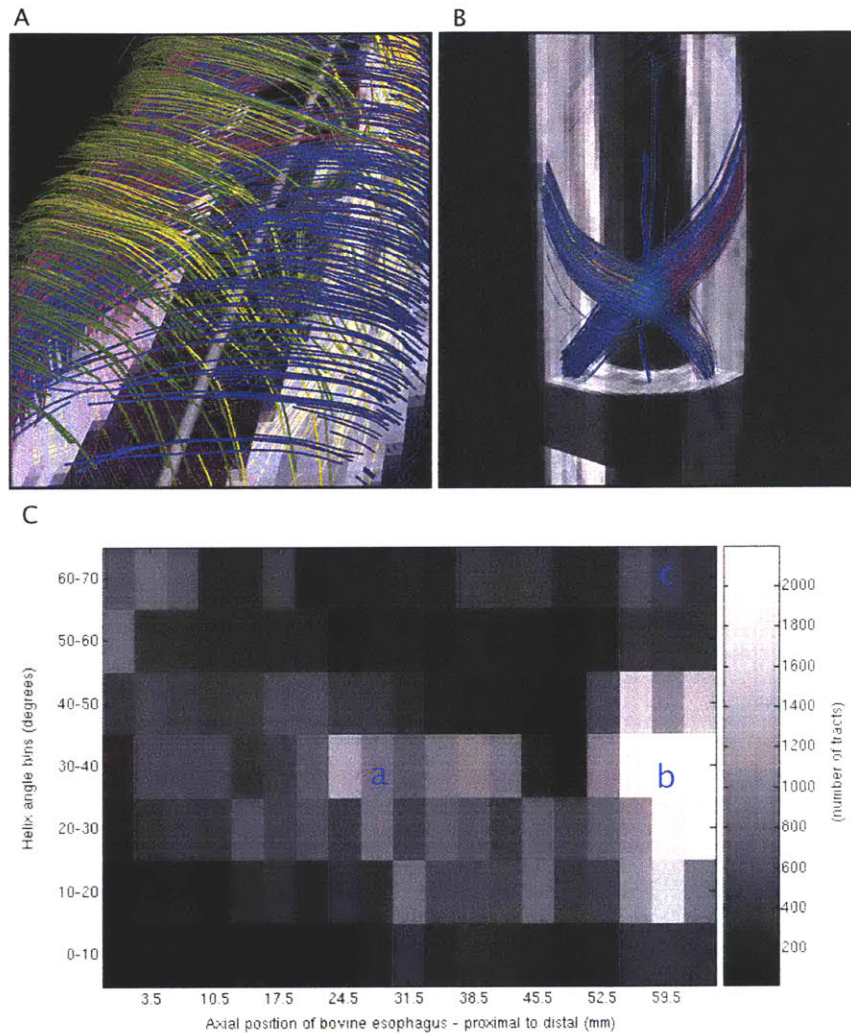 A
B
C
60-70
50-60
40-50
30-40
20-30
10-20
0-10
Helix angle bins (degrees)
a
b
c
2000
1800
1600
1400
1200
1000
800
600
400
200
(number of tracts)
3.5 10.5 17.5 24.5 31.5 38.5 45.5 52.5 59.5
Axial position of bovine esophagus - proximal to distal (mm)